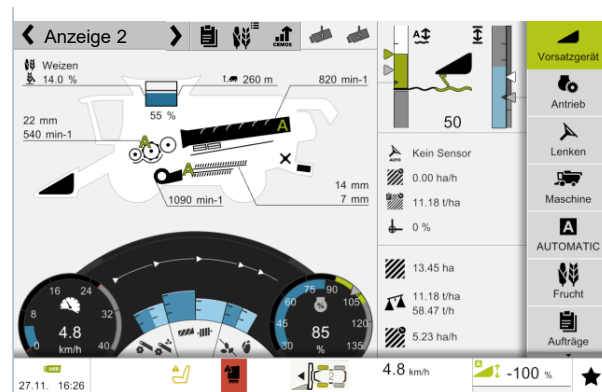 Anzeige 2
CEMOS
Weizen
14.0 %
260 m
820 min-1
55 %
22 mm
540 min-1
A
A
A
1090 min-1
14 mm
7 mm
A
50
AUTO
Kein Sensor
0.00 ha/h
11.18 t/ha
0 %
13.45 ha
11.18 t/ha
58.47 t/h
5.23 ha/h
0
8
16
24
32
40
4.8
km/h
30
45
60
75
90
105
120
135
%
85
%
Vorsatzgerät
Antrieb
Lenken
Maschine
A
AUTOMATIC
Frucht
Aufträge
USB
27.11. 16:26
2
4.8 km/h
-100 %